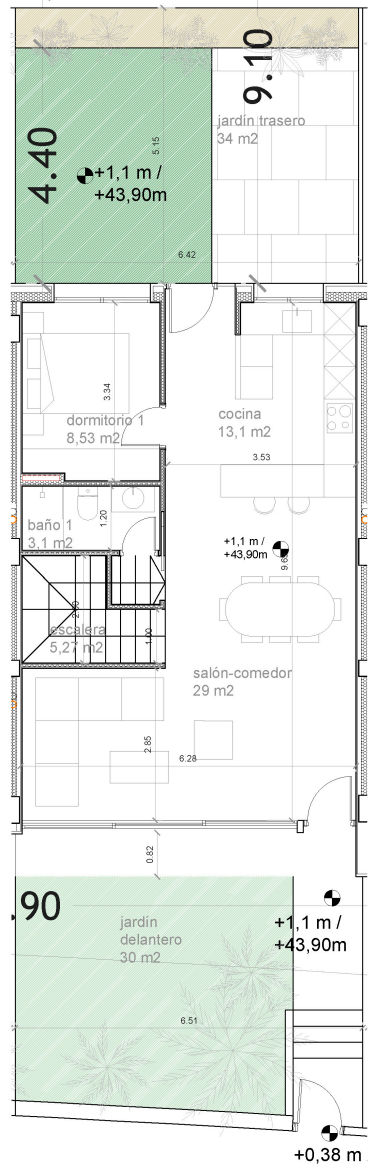 9.10
4.40
5.15
jardín trasero
34 m2
+1,1 m /
+43,90m
6.42
3.34
dormitorio 1
8,53 m2
cocina
13,1 m2
3.53
1.20
baño 1
3,1 m2
+1,1 m /
+43,90m
escalera
5,27 m2
1.00
salón-comedor
29 m2
2.85
6.28
0.82
.90
jardín
delantero
30 m2
+1,1 m /
+43,90m
6.51
+0,38 m